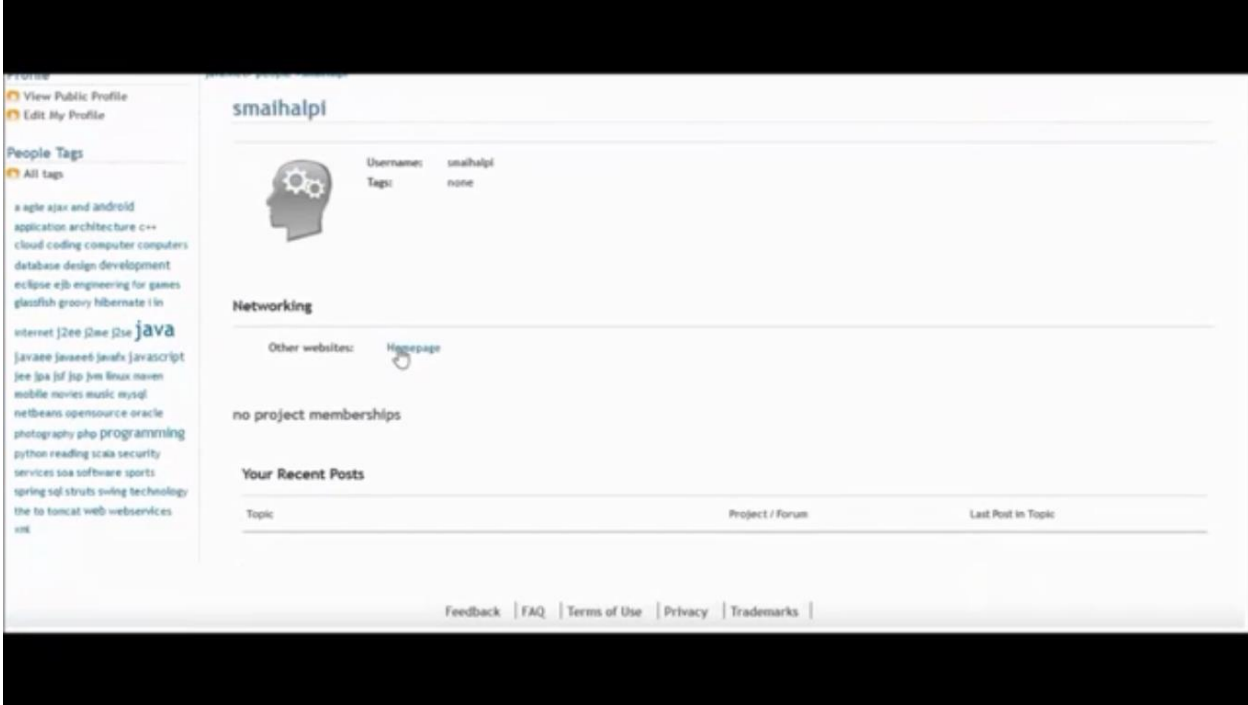 Profile
View Public Profile
Edit My Profile
People Tags
All tags
a agile ajax and android
application architecture c++
cloud coding computer computers
database design development
eclipse ejb engineering for games
glassfish groovy hibernate i in
internet j2ee j2me j2se java
javaee javaee6 javafx javascript
jee jpa jsf jsp jvm linux maven
mobile movies music mysql
netbeans opensource oracle
photography php programming
python reading scala security
services soa software sports
spring sql struts swing technology
the to tomcat web webservices
xml
smaihalpi
Username: smaihalpi
Tags: none
Networking
Other websites: Homepage
no project memberships
Your Recent Posts
Topic Project / Forum Last Post in Topic
Feedback FAQ Terms of Use Privacy Trademarks